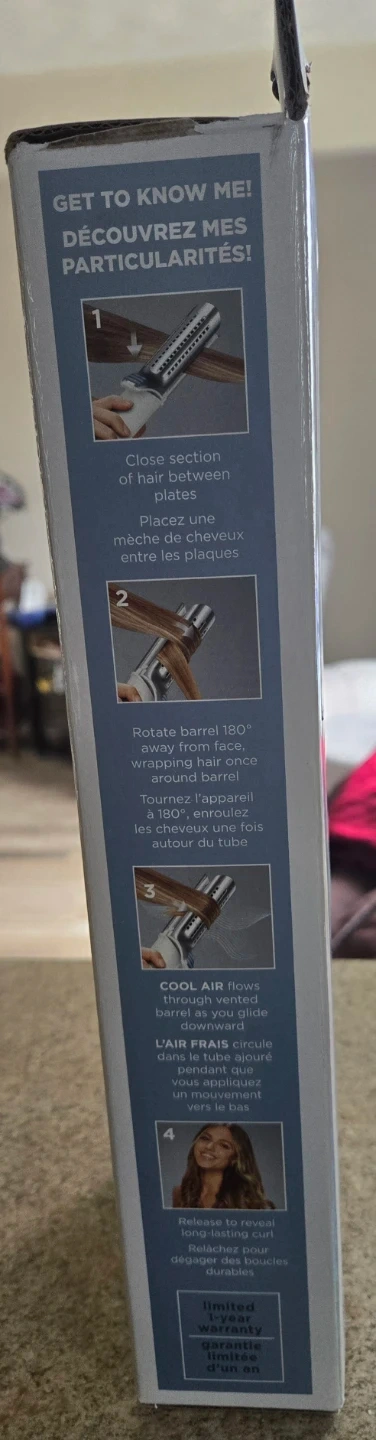 GET TO KNOW ME!
DÉCOUVREZ MES
PARTICULARITÉS!
1
Close section
of hair between
plates
Placez une
mèche de cheveux
entre les plaques
2
Rotate barrel 180°
away from face,
wrapping hair once
around barrel
Tournez l'appareil
à 180°, enroulez
les cheveux une fois
autour du tube
3
COOL AIR flows
through vented
barrel as you glide
downward
L'AIR FRAIS circule
dans le tube ajouré
pendant que
vous appliquez
un mouvement
vers le bas
4
Release to reveal
long-lasting curl
Relâchez pour
dégager des boucles
durables
limited
1-year
warranty
garantie
limitée
d'un an